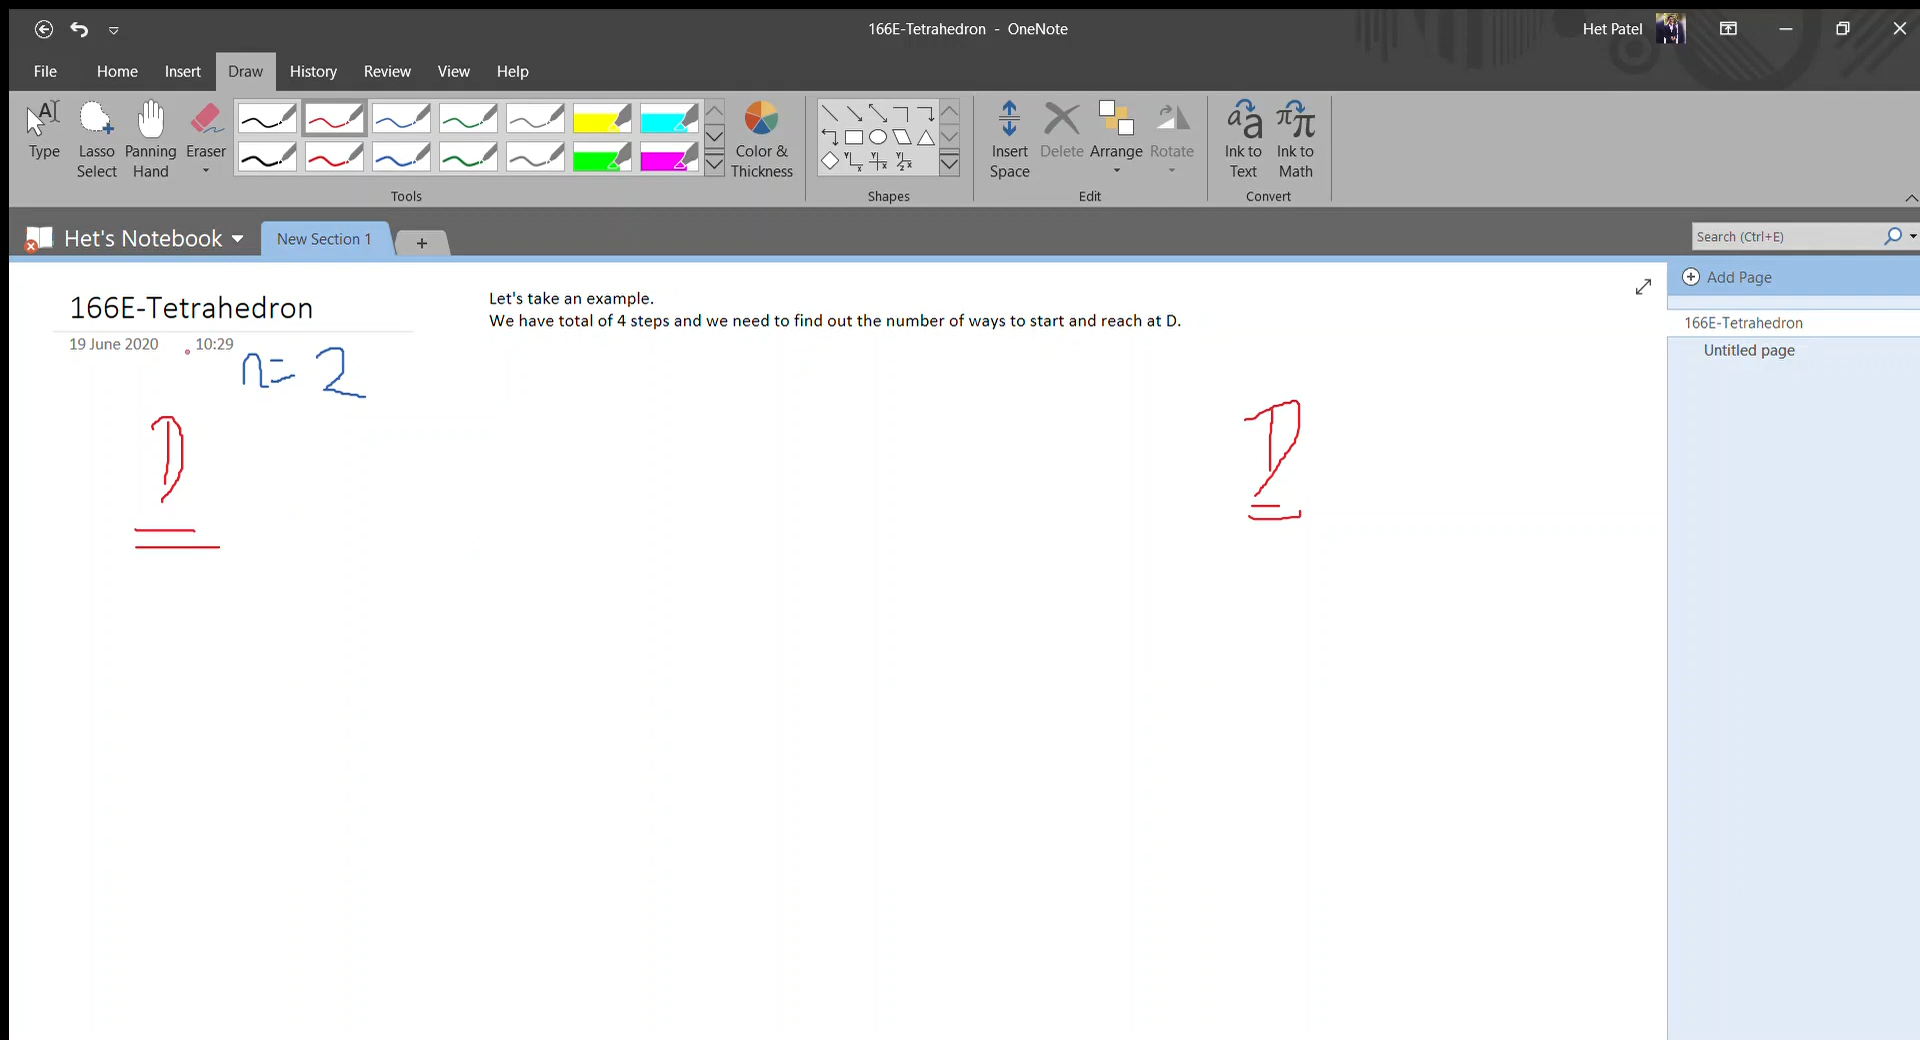 166E-Tetrahedron - OneNote
Het Patel
File Home Insert Draw History Review View Help
Type
Lasso Select
Panning Hand
Eraser
Color & Thickness
Insert Space
Delete
Arrange
Rotate
Ink to Text
Ink to Math
Tools
Shapes
Edit
Convert
Het's Notebook
New Section 1
Search (Ctrl+E)
Add Page
166E-Tetrahedron
Untitled page
166E-Tetrahedron
19 June 2020 10:29
Let's take an example.
We have total of 4 steps and we need to find out the number of ways to start and reach at D.
n= 2
D
D